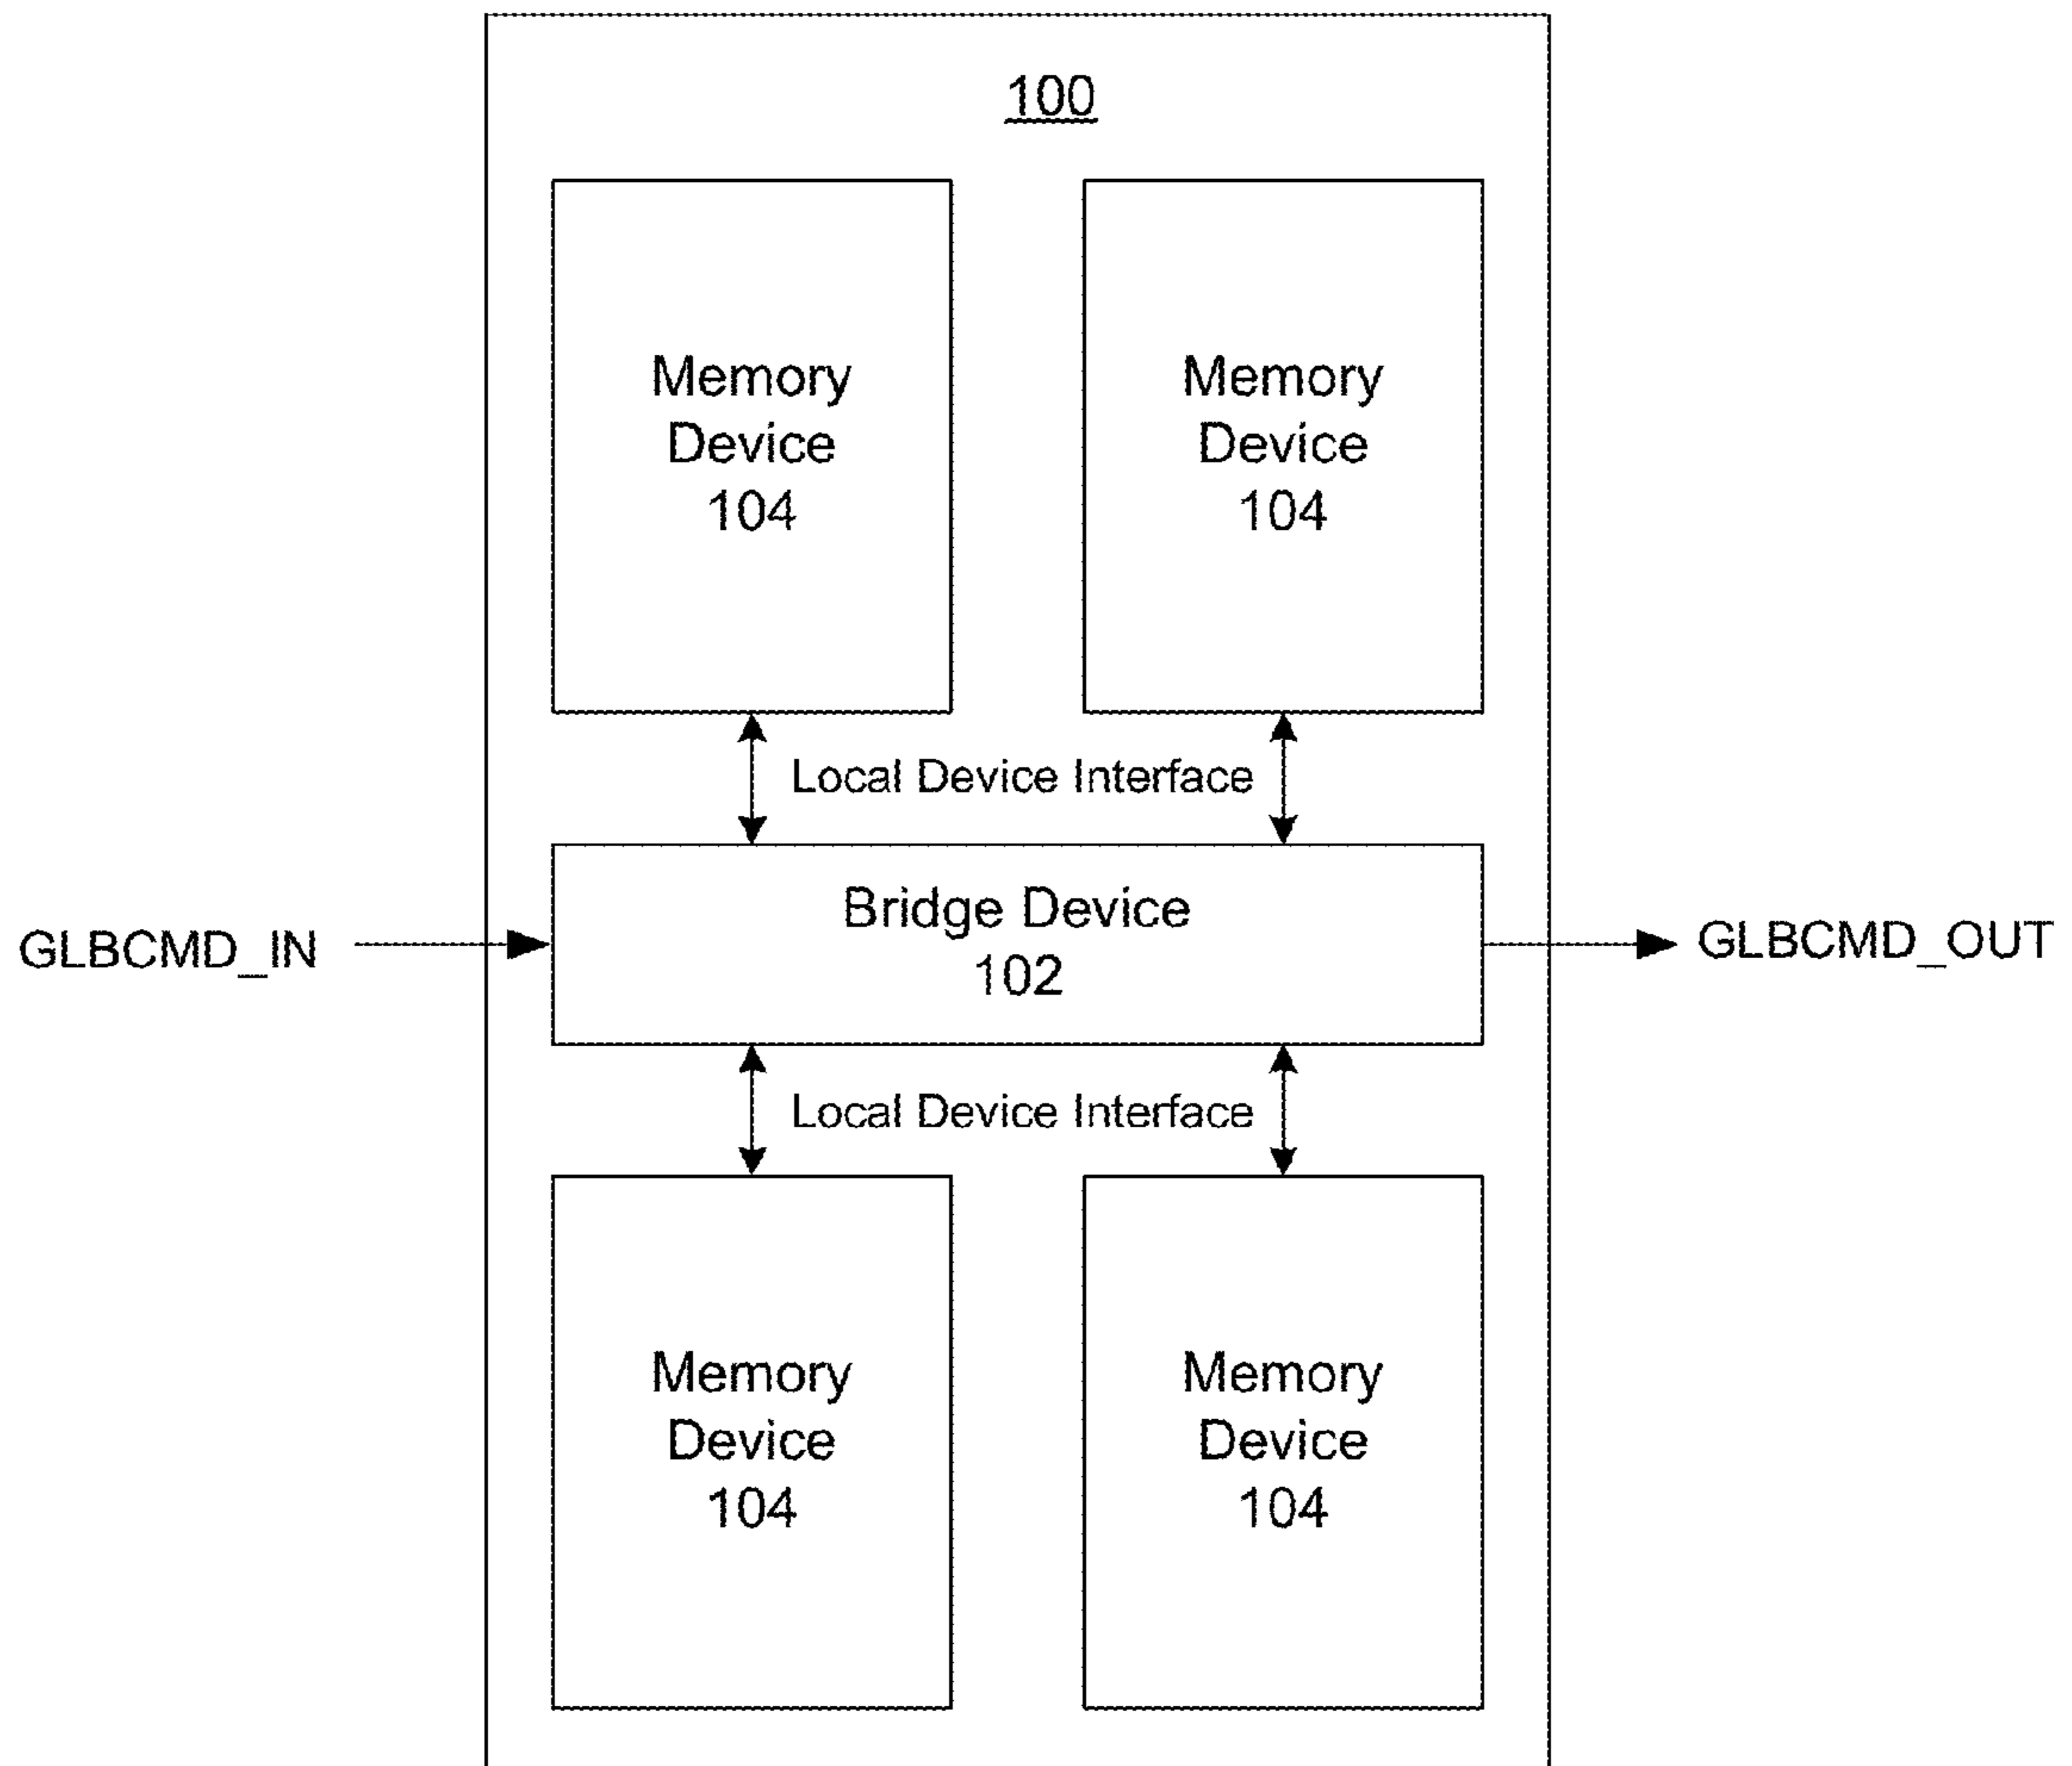 100
Memory
Device
104
Memory
Device
104
Local Device Interface
GLBCMD_IN
Bridge Device
102
GLBCMD_OUT
Local Device Interface
Memory
Device
104
Memory
Device
104